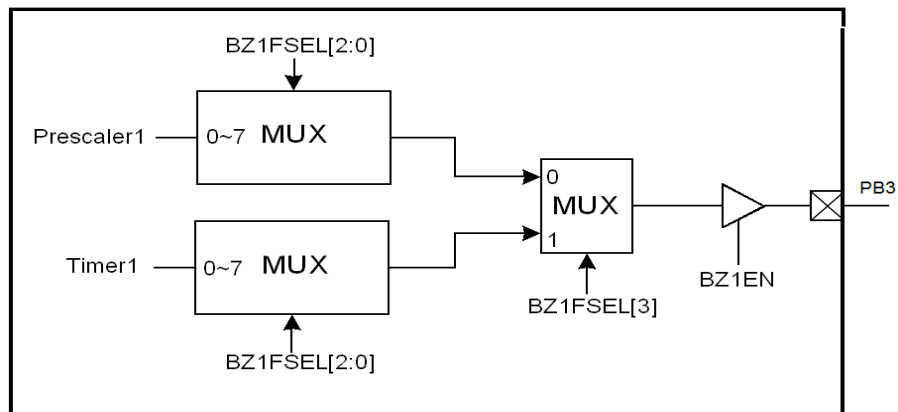 BZ1FSEL[2:0]
Prescaler1
0~7 MUX
0
MUX
1
PB3
Timer1
0~7 MUX
BZ1EN
BZ1FSEL[3]
BZ1FSEL[2:0]